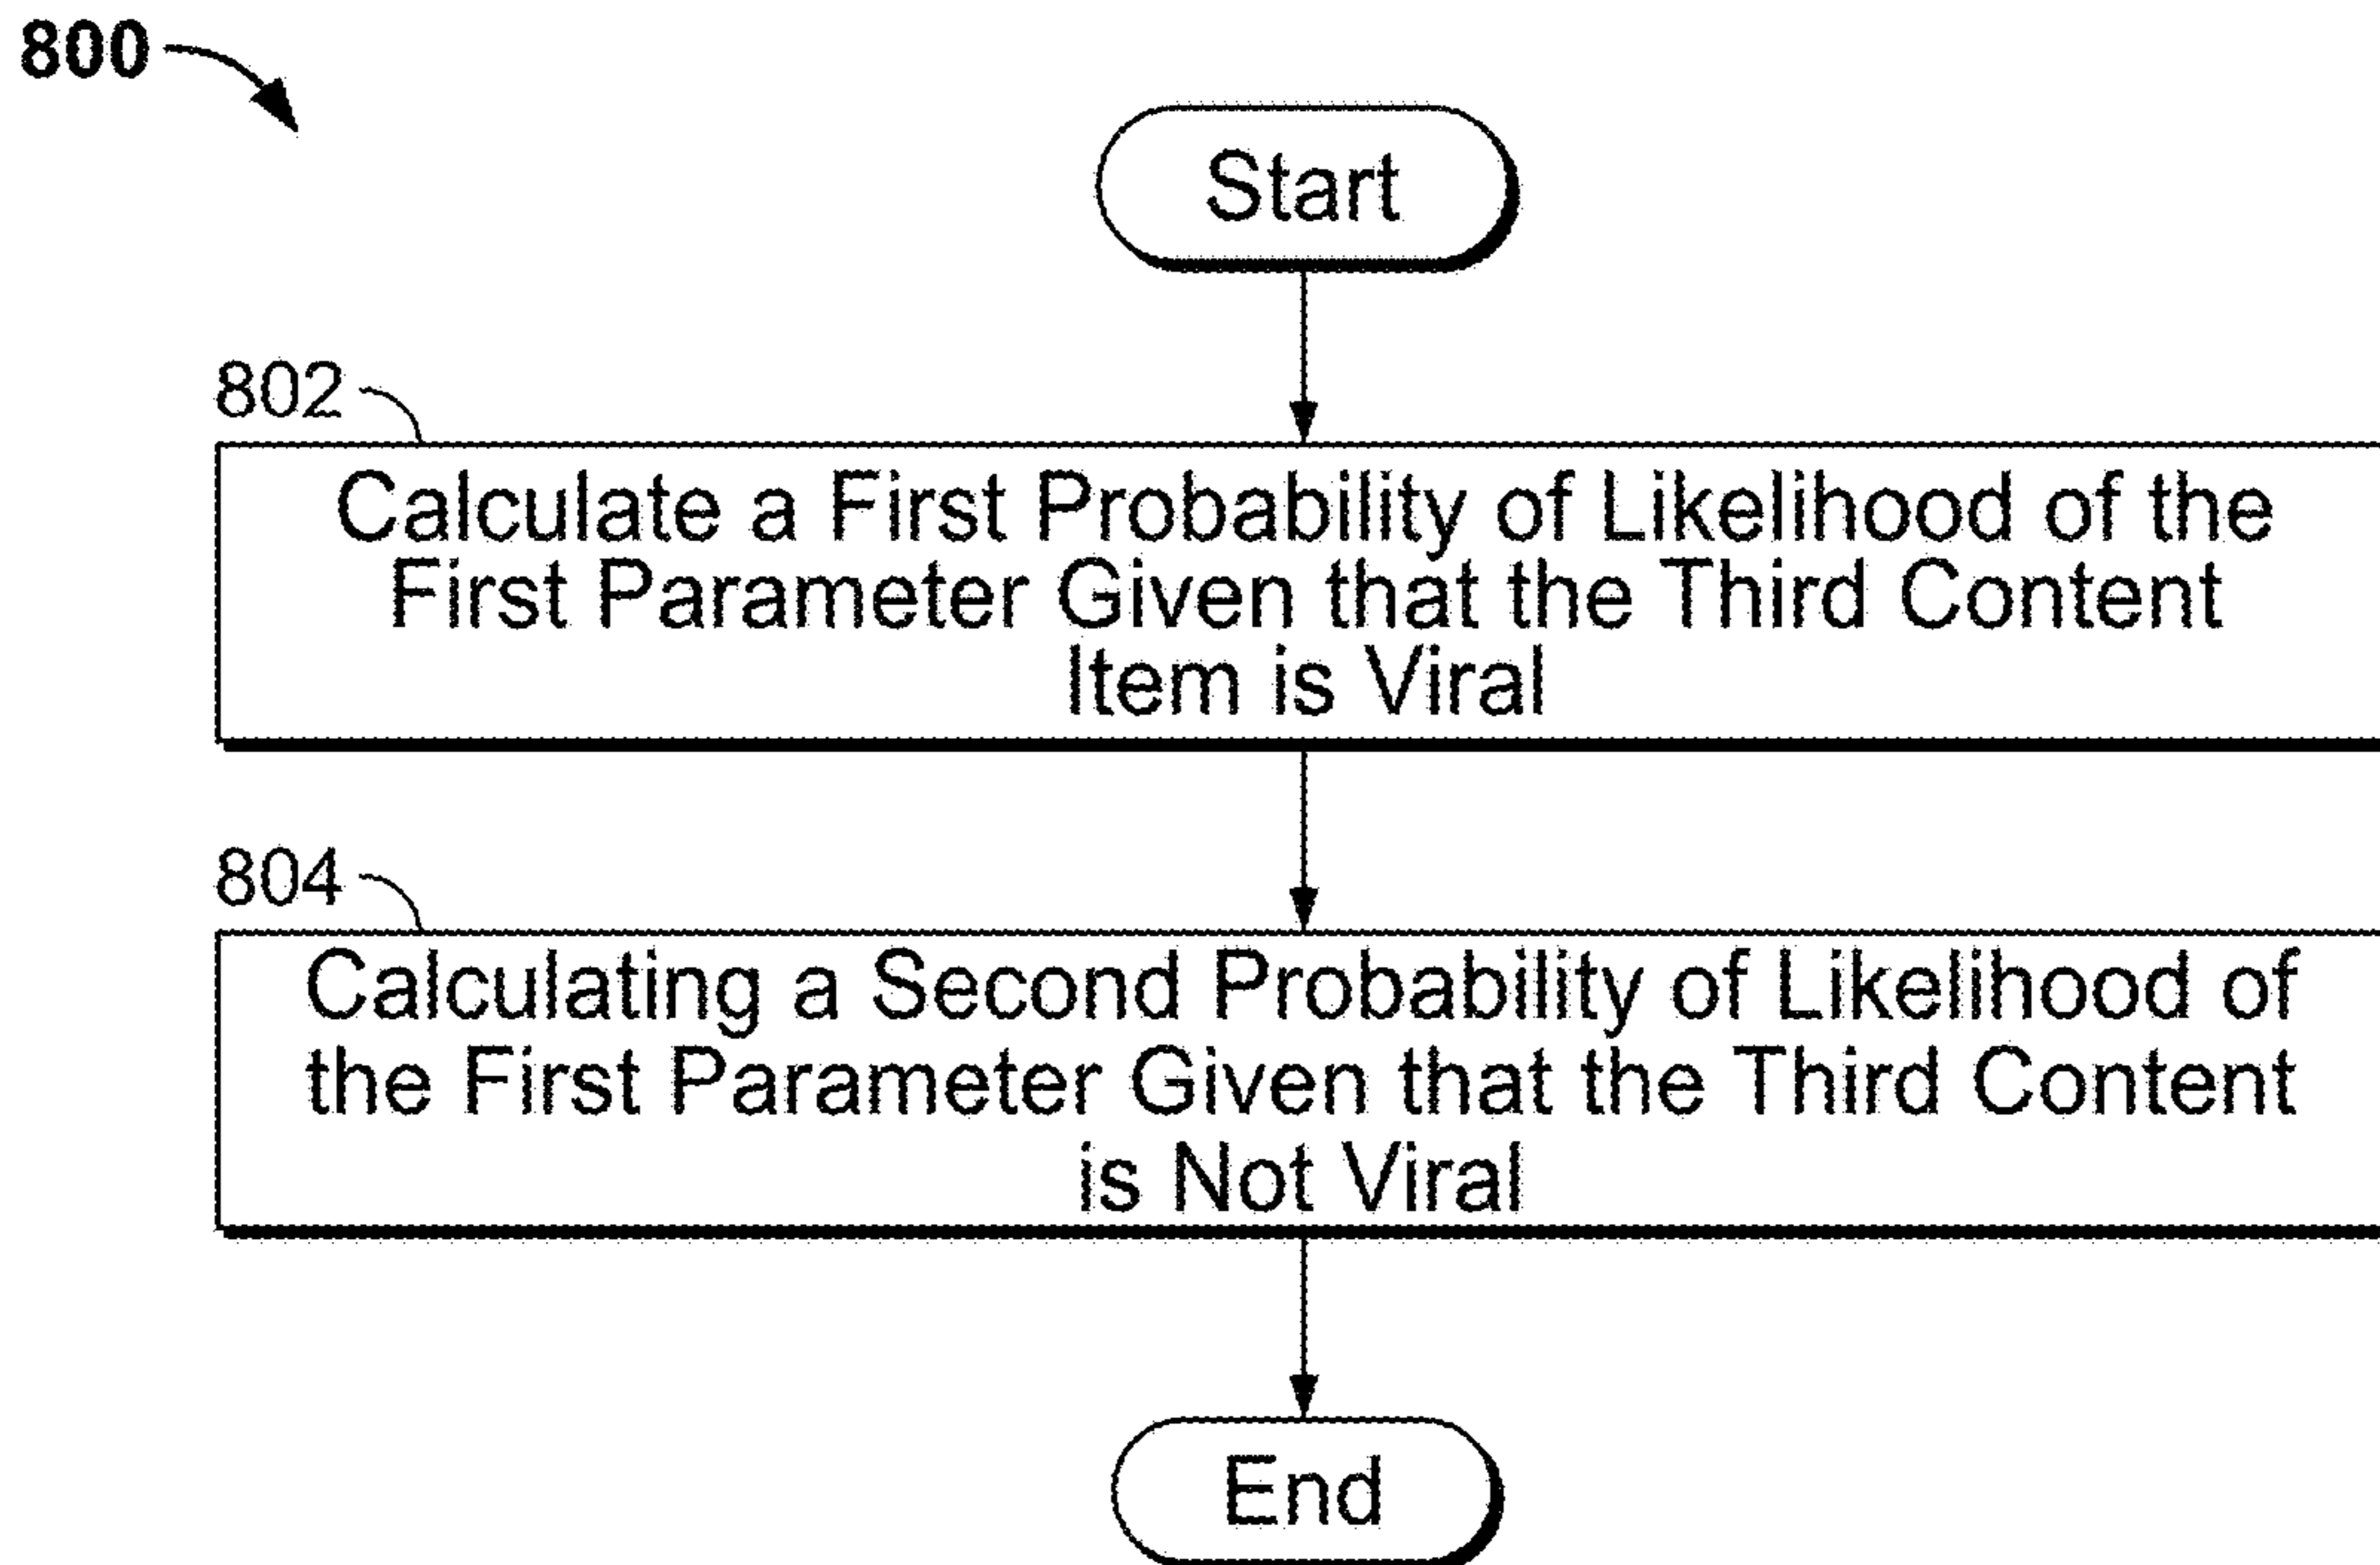 800
Start
802
Calculate a First Probability of Likelihood of the
First Parameter Given that the Third Content
Item is Viral
804
Calculating a Second Probability of Likelihood of
the First Parameter Given that the Third Content
is Not Viral
End